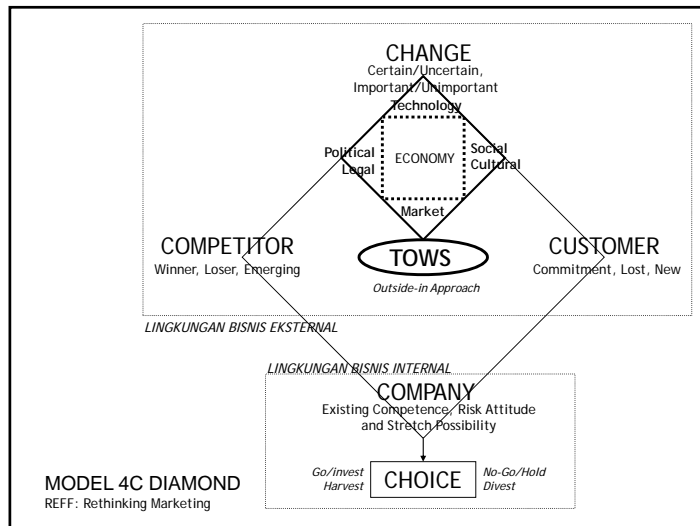 CHANGE
Certain/Uncertain,
Important/Unimportant
Technology
Political
Legal
ECONOMY
Social
Cultural
Market
COMPETITOR
Winner, Loser, Emerging
TOWS
Outside-in Approach
CUSTOMER
Commitment, Lost, New
LINGKUNGAN BISNIS EKSTERNAL
LINGKUNGAN BISNIS INTERNAL
COMPANY
Existing Competence, Risk Attitude
and Stretch Possibility
Go/invest
Harvest
CHOICE
No-Go/Hold
Divest
MODEL 4C DIAMOND
REFF: Rethinking Marketing